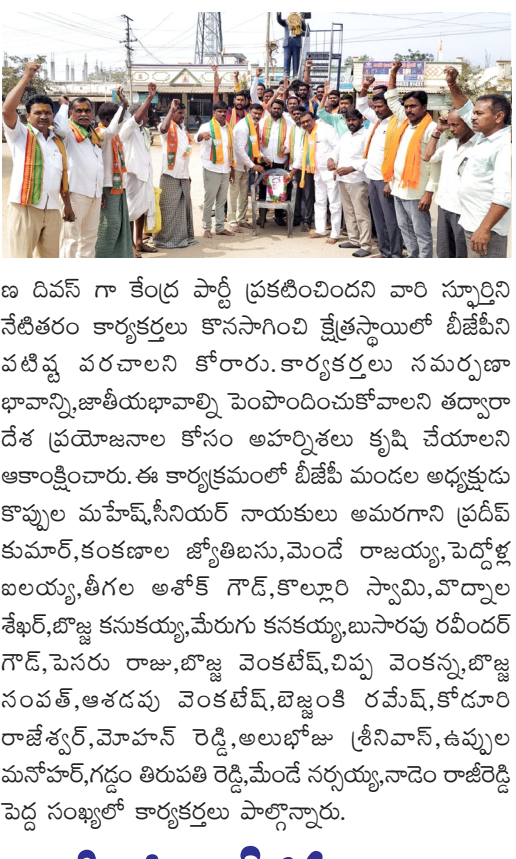 ణ దివస్ గా కేంద్ర పార్టీ ప్రకటించిందని వారి స్ఫూర్తిని
నేటితరం కార్యకర్తలు కొనసాగించి క్షేత్రస్థాయిలో బీజేపీని
వటిష్ట వరచాలని కోరారు.కార్యకర్తలు సమర్పణా
భావాన్ని,జాతీయభావాల్ని పెంపొందించుకోవాలని తద్వారా
దేశ ప్రయోజనాల కోసం అహర్నిశలు కృషి చేయాలని
ఆకాంక్షించారు.ఈ కార్యక్రమంలో బీజేపీ మండల అధ్యక్షుడు
కొప్పుల మహేష్,సీనియర్ నాయకులు అమరగాని ప్రదీప్
కుమార్,కంకణాల జ్యోతిబసు,మెండే రాజయ్య,పెద్దోళ్ల
ఐలయ్య,తీగల అశోక్ గౌడ్,కొల్లూరి స్వామి,వొద్నాల
శేఖర్,బొజ్జ కనుకయ్య,మేరుగు కనకయ్య,బుసారపు రవీందర్
గౌడ్,పెసరు రాజు,బొజ్జ వెంకటేష్,చిప్ప వెంకన్న,బొజ్జ
సంపత్,ఆశడపు వెంకటేష్,బెజ్జంకి రమేష్,కోడూరి
రాజేశ్వర్,మోహన్ రెడ్డి,అలుభోజు శ్రీనివాస్,ఉప్పుల
మనోహర్,గడ్డం తిరుపతి రెడ్డి,మేండే నర్సయ్య,నాడెం రాజీరెడ్డి
పెద్ద సంఖ్యలో కార్యకర్తలు పాల్గొన్నారు.